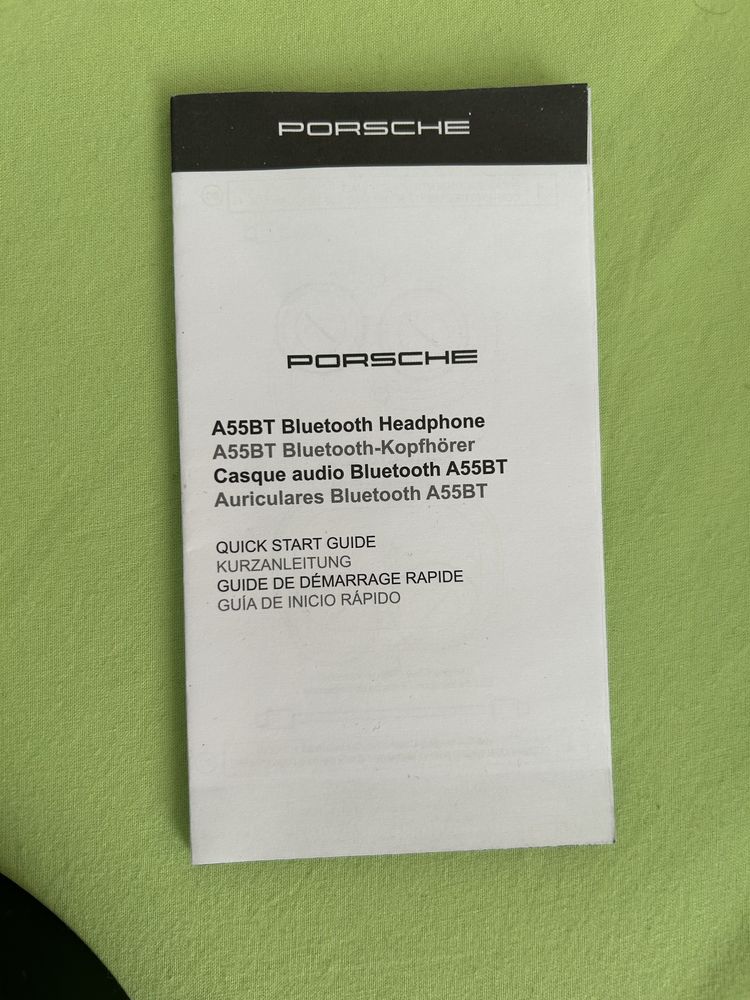 PORSCHE
PORSCHE
A55BT Bluetooth Headphone
A55BT Bluetooth-Kopfhörer
Casque audio Bluetooth A55BT
Auriculares Bluetooth A55BT
QUICK START GUIDE
KURZANLEITUNG
GUIDE DE DÉMARRAGE RAPIDE
GUÍA DE INICIO RÁPIDO